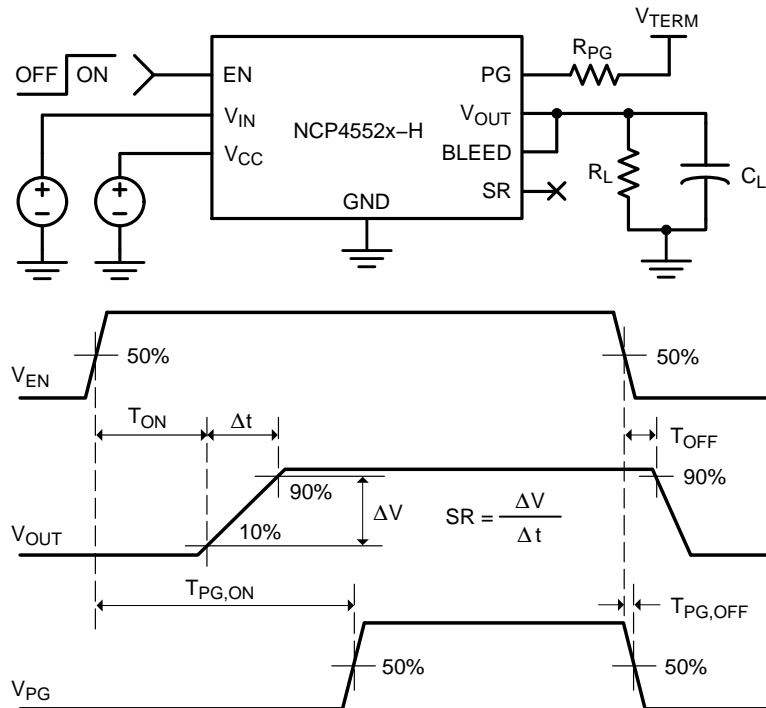 V_TERM
OFF ON
EN
PG
R_PG
V_IN
V_OUT
NCP4552x−H
V_CC
BLEED
R_L
C_L
SR
GND
+
−
+
−
V_EN
50%
50%
T_ON
Δt
T_OFF
90%
90%
ΔV
SR = ΔV
Δt
10%
V_OUT
T_PG,ON
T_PG,OFF
50%
50%
V_PG